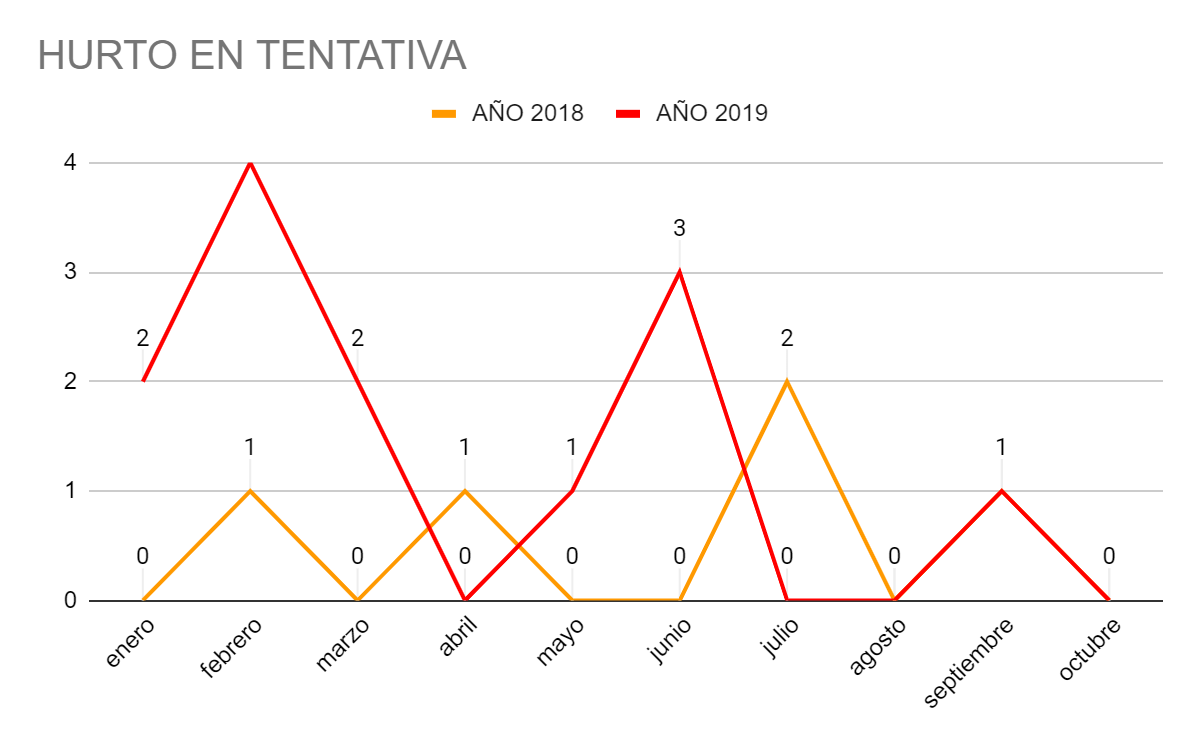 HURTO EN TENTATIVA
AÑO 2018 AÑO 2019
4
3
3
2 2 2
2
1 1 1 1
1
0 0 0 0 0 0 0 0
0
enero febrero marzo abril mayo junio julio agosto septiembre octubre